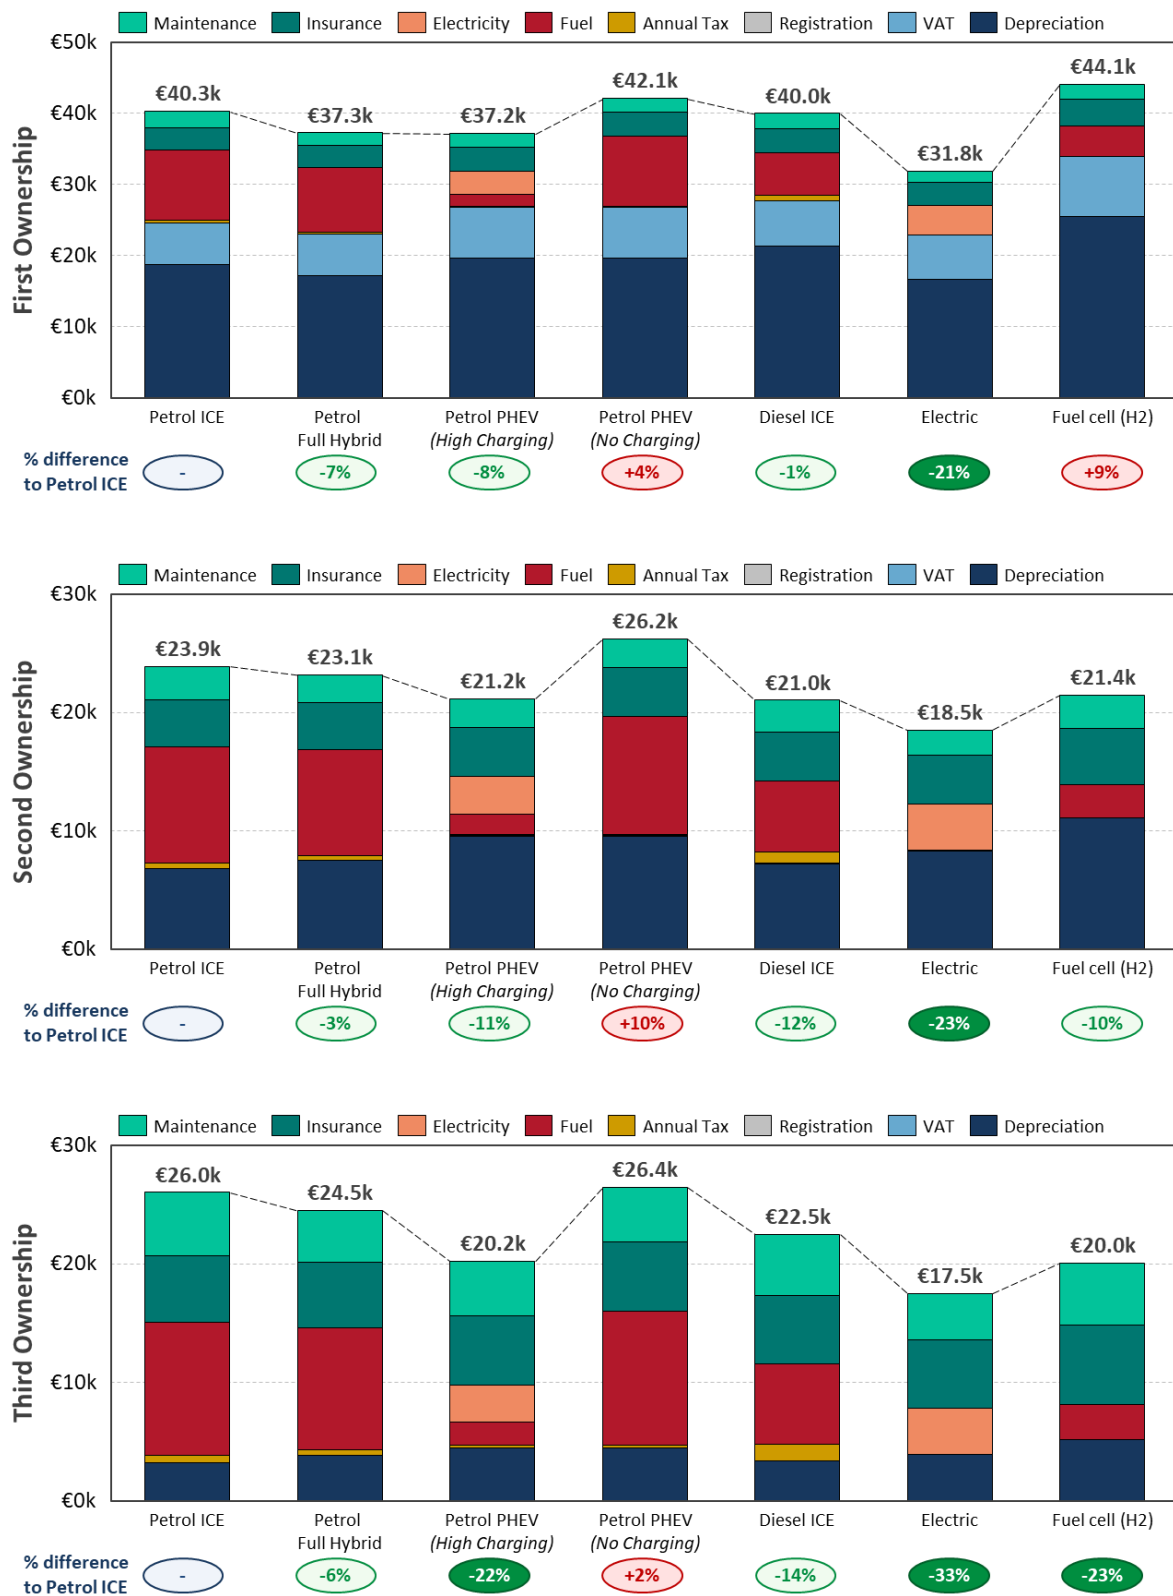 Maintenance Insurance Electricity Fuel Annual Tax Registration VAT Depreciation
First Ownership
€50k
€40k
€30k
€20k
€10k
€0k
€40.3k €37.3k €37.2k €42.1k €40.0k €31.8k €44.1k
Petrol ICE Petrol Petrol PHEV Petrol PHEV Diesel ICE Electric Fuel cell (H2)
Full Hybrid (High Charging) (No Charging)
% difference
to Petrol ICE
- -7% -8% +4% -1% -21% +9%
Maintenance Insurance Electricity Fuel Annual Tax Registration VAT Depreciation
Second Ownership
€30k
€20k
€10k
€0k
€23.9k €23.1k €21.2k €26.2k €21.0k €18.5k €21.4k
Petrol ICE Petrol Petrol PHEV Petrol PHEV Diesel ICE Electric Fuel cell (H2)
Full Hybrid (High Charging) (No Charging)
% difference
to Petrol ICE
- -3% -11% +10% -12% -23% -10%
Maintenance Insurance Electricity Fuel Annual Tax Registration VAT Depreciation
Third Ownership
€30k
€20k
€10k
€0k
€26.0k €24.5k €20.2k €26.4k €22.5k €17.5k €20.0k
Petrol ICE Petrol Petrol PHEV Petrol PHEV Diesel ICE Electric Fuel cell (H2)
Full Hybrid (High Charging) (No Charging)
% difference
to Petrol ICE
- -6% -22% +2% -14% -33% -23%